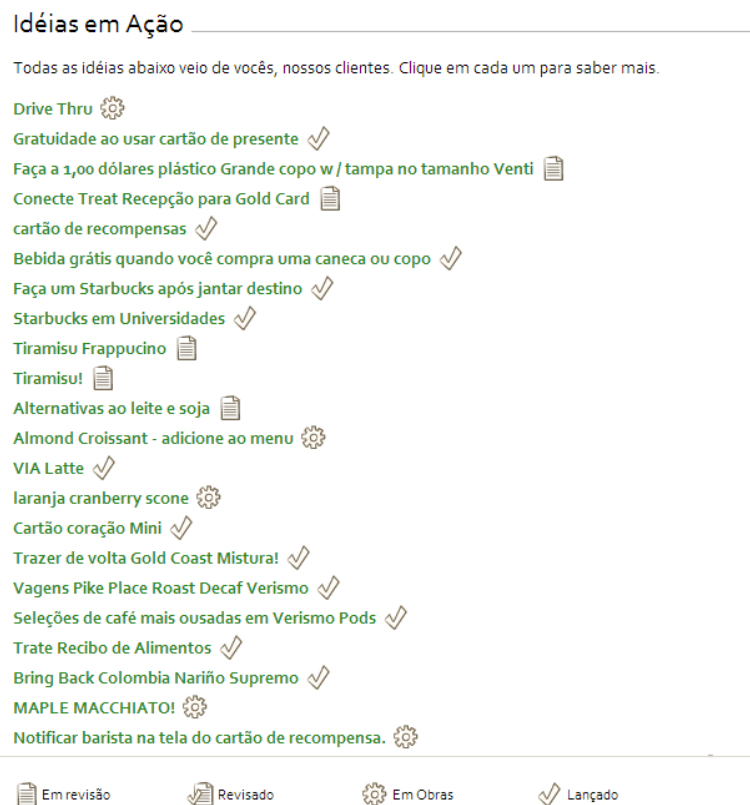 Idéias em Ação
Todas as idéias abaixo veio de vocês, nossos clientes. Clique em cada um para saber mais.
Drive Thru
Gratuidade ao usar cartão de presente
Faça a 1,00 dólares plástico Grande copo w / tampa no tamanho Venti
Conecte Treat Recepção para Gold Card
cartão de recompensas
Bebida grátis quando você compra uma caneca ou copo
Faça um Starbucks após jantar destino
Starbucks em Universidades
Tiramisu Frappucino
Tiramisu!
Alternativas ao leite e soja
Almond Croissant - adicione ao menu
VIA Latte
laranja cranberry scone
Cartão coração Mini
Trazer de volta Gold Coast Mistura!
Vagens Pike Place Roast Decaf Verismo
Seleções de café mais ousadas em Verismo Pods
Trate Recibo de Alimentos
Bring Back Colombia Nariño Supremo
MAPLE MACCHIATO!
Notificar barista na tela do cartão de recompensa.
Em revisão Revisado Em Obras Lançado